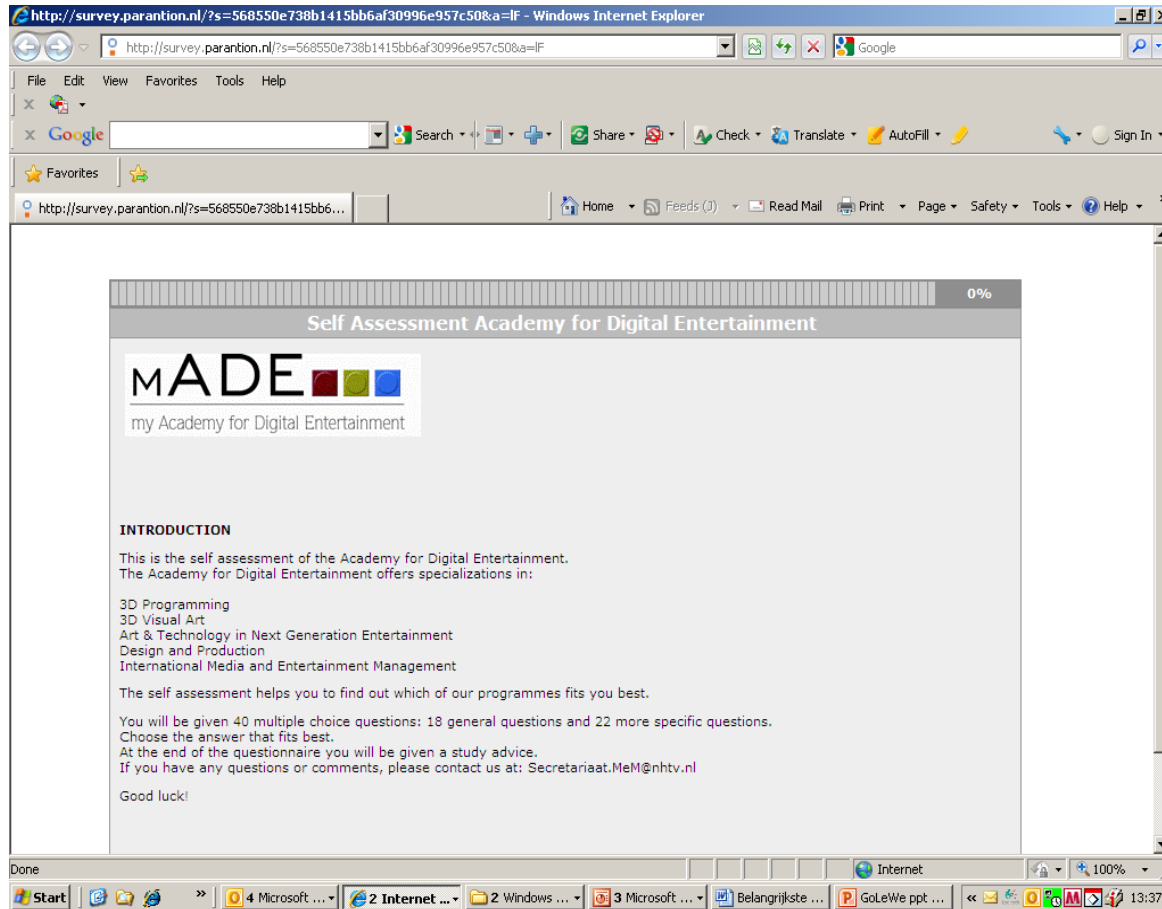 http://survey.parantion.nl/?s=568550e738b1415bb6af30996e957c50&a=lF - Windows Internet Explorer
http://survey.parantion.nl/?s=568550e738b1415bb6af30996e957c50&a=lF
Google
File Edit View Favorites Tools Help
x
x Google Search Share Check Translate AutoFill Sign In
Favorites
http://survey.parantion.nl/?s=568550e738b1415bb6... Home Feeds (J) Read Mail Print Page Safety Tools Help
0%
Self Assessment Academy for Digital Entertainment
mADE
my Academy for Digital Entertainment
INTRODUCTION
This is the self assessment of the Academy for Digital Entertainment.
The Academy for Digital Entertainment offers specializations in:
3D Programming
3D Visual Art
Art & Technology in Next Generation Entertainment
Design and Production
International Media and Entertainment Management
The self assessment helps you to find out which of our programmes fits you best.
You will be given 40 multiple choice questions: 18 general questions and 22 more specific questions.
Choose the answer that fits best.
At the end of the questionnaire you will be given a study advice.
If you have any questions or comments, please contact us at: Secretariaat.MeM@nhtv.nl
Good luck!
Done Internet 100%
Start » 4 Microsoft ... 2 Internet ... 2 Windows ... 3 Microsoft ... Belangrijkste ... GoLeWe ppt ... « 13:37